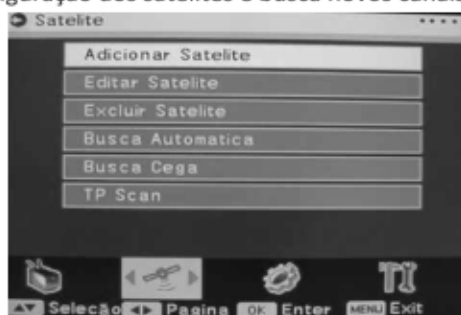 Satelite
Adicionar Satelite
Editar Satelite
Excluir Satelite
Busca Automatica
Busca Cega
TP Scan
Seleção Pagina OK Enter MENU Exit